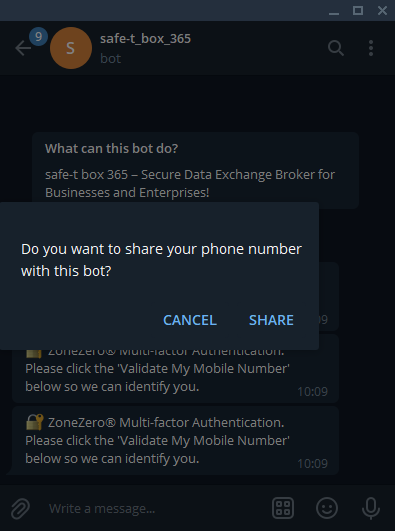 9
S
safe-t_box_365
bot
What can this bot do?
safe-t box 365 – Secure Data Exchange Broker for
Businesses and Enterprises!
Do you want to share your phone number
with this bot?
CANCEL SHARE
:09
ZoneZero® Multi-factor Authentication.
Please click the 'Validate My Mobile Number'
below so we can identify you.
10:09
ZoneZero® Multi-factor Authentication.
Please click the 'Validate My Mobile Number'
below so we can identify you.
10:09
Write a message...